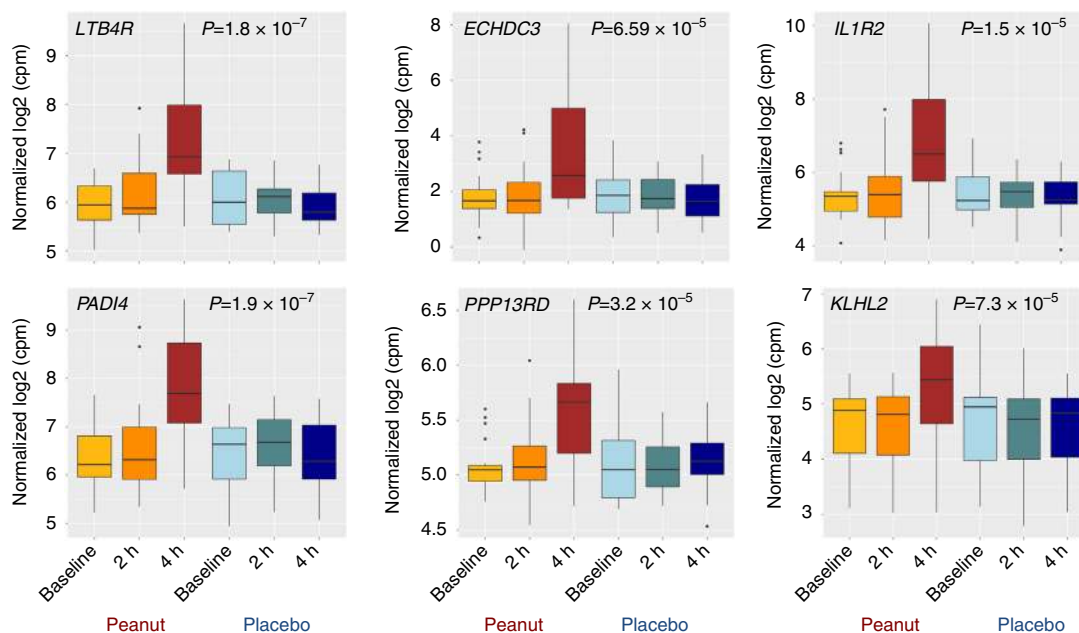 LTB4R P=1.8 × 10⁻⁷
Normalized log2 (cpm)
9
8
7
6
5
ECHDC3 P=6.59 × 10⁻⁵
Normalized log2 (cpm)
8
6
4
2
0
IL1R2 P=1.5 × 10⁻⁵
Normalized log2 (cpm)
10
8
6
4
PADI4 P=1.9 × 10⁻⁷
Normalized log2 (cpm)
9
8
7
6
5
PPP13RD P=3.2 × 10⁻⁵
Normalized log2 (cpm)
6.5
6.0
5.5
5.0
4.5
KLHL2 P=7.3 × 10⁻⁵
Normalized log2 (cpm)
7
6
5
4
3
Baseline 2 h 4 h Baseline 2 h 4 h
Peanut Placebo
Baseline 2 h 4 h Baseline 2 h 4 h
Peanut Placebo
Baseline 2 h 4 h Baseline 2 h 4 h
Peanut Placebo